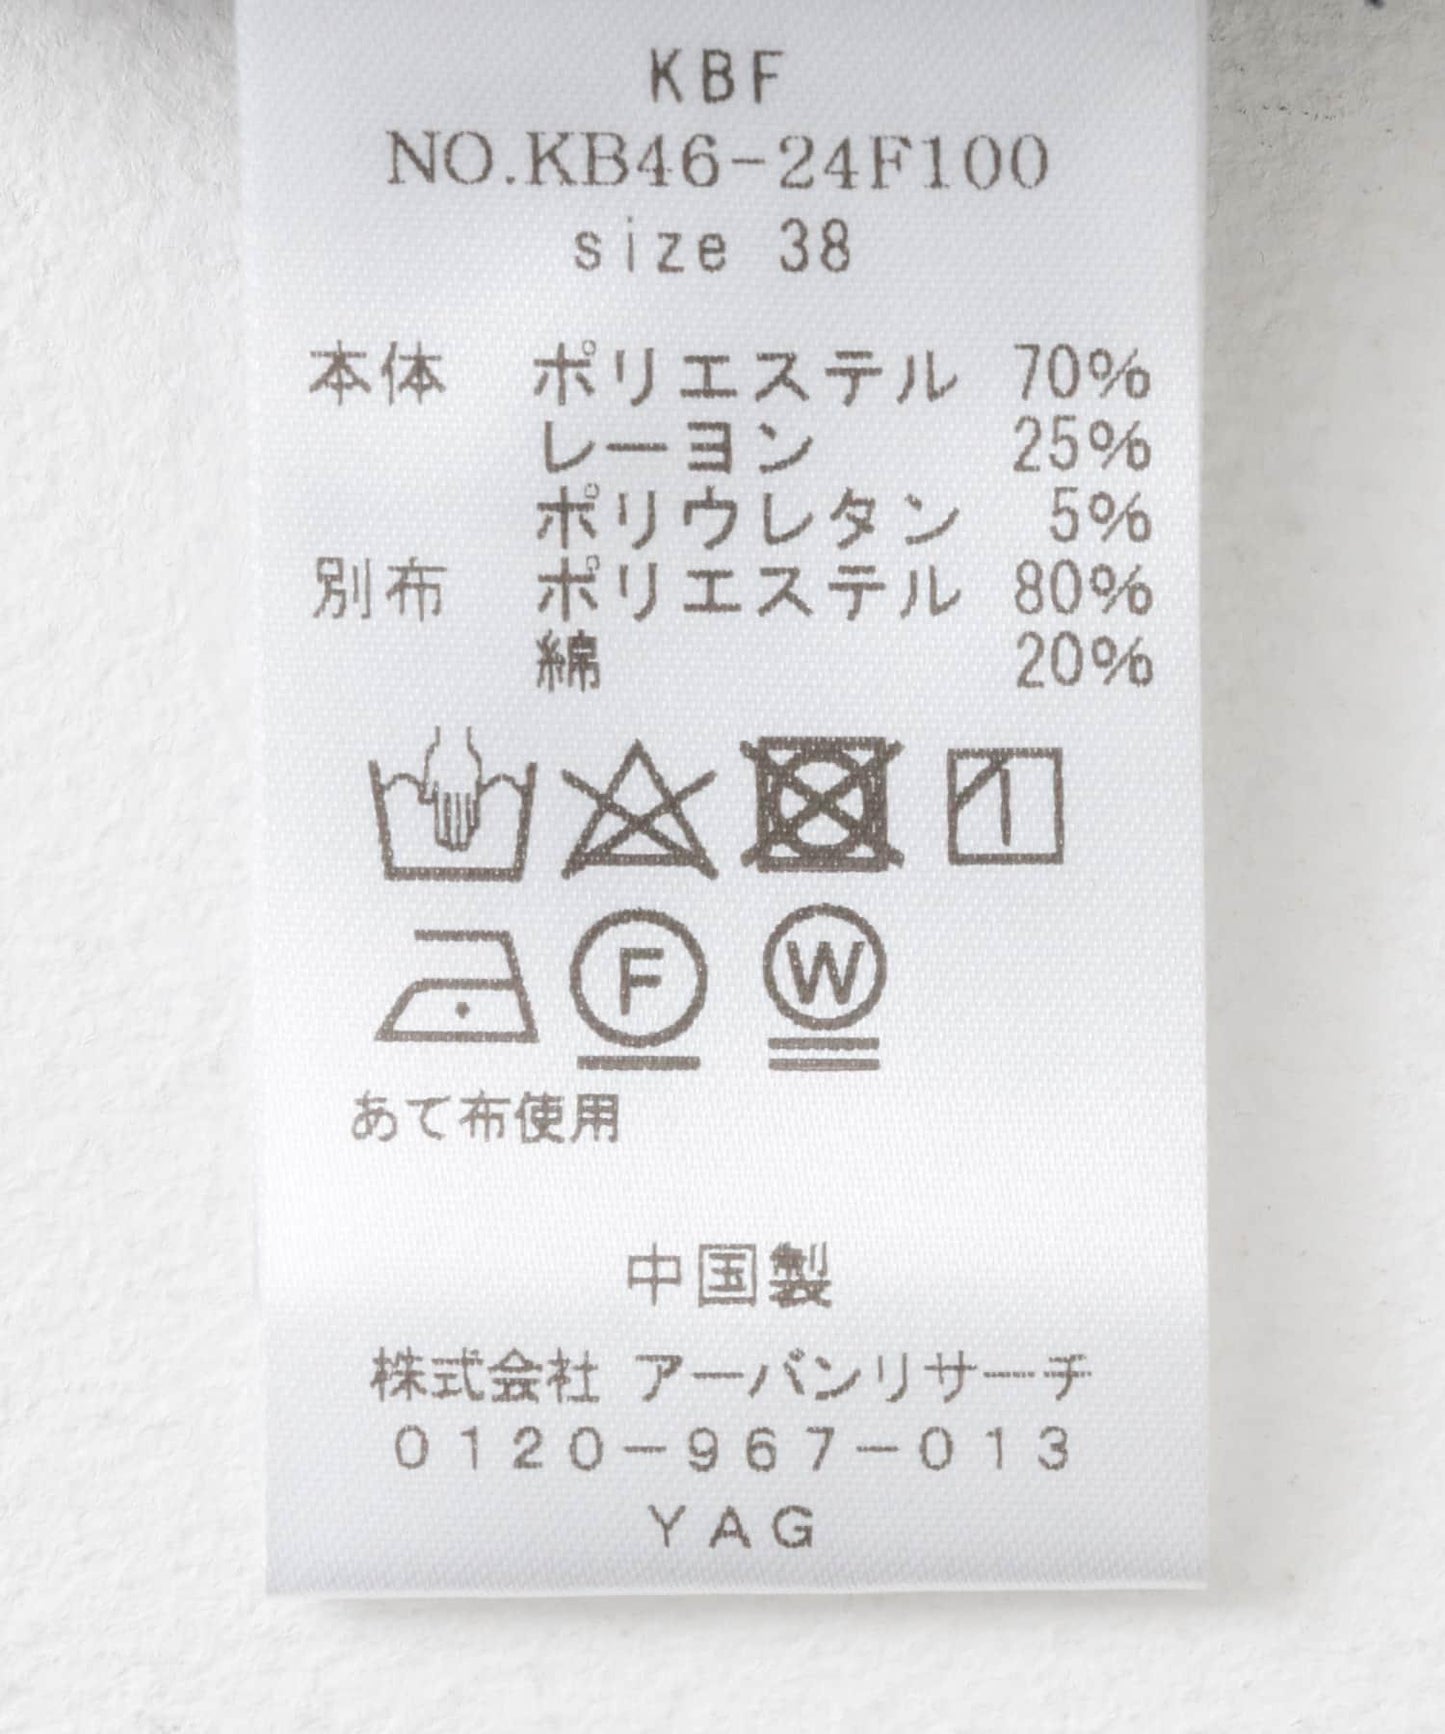 KBF
NO.KB46-24F100
size 38
本体 ポリエステル 70%
レーヨン 25%
ポリウレタン 5%
別布 ポリエステル 80%
綿 20%
F W
あて布使用
中国製
株式会社 アーバンリサーチ
0120-967-013
YAG